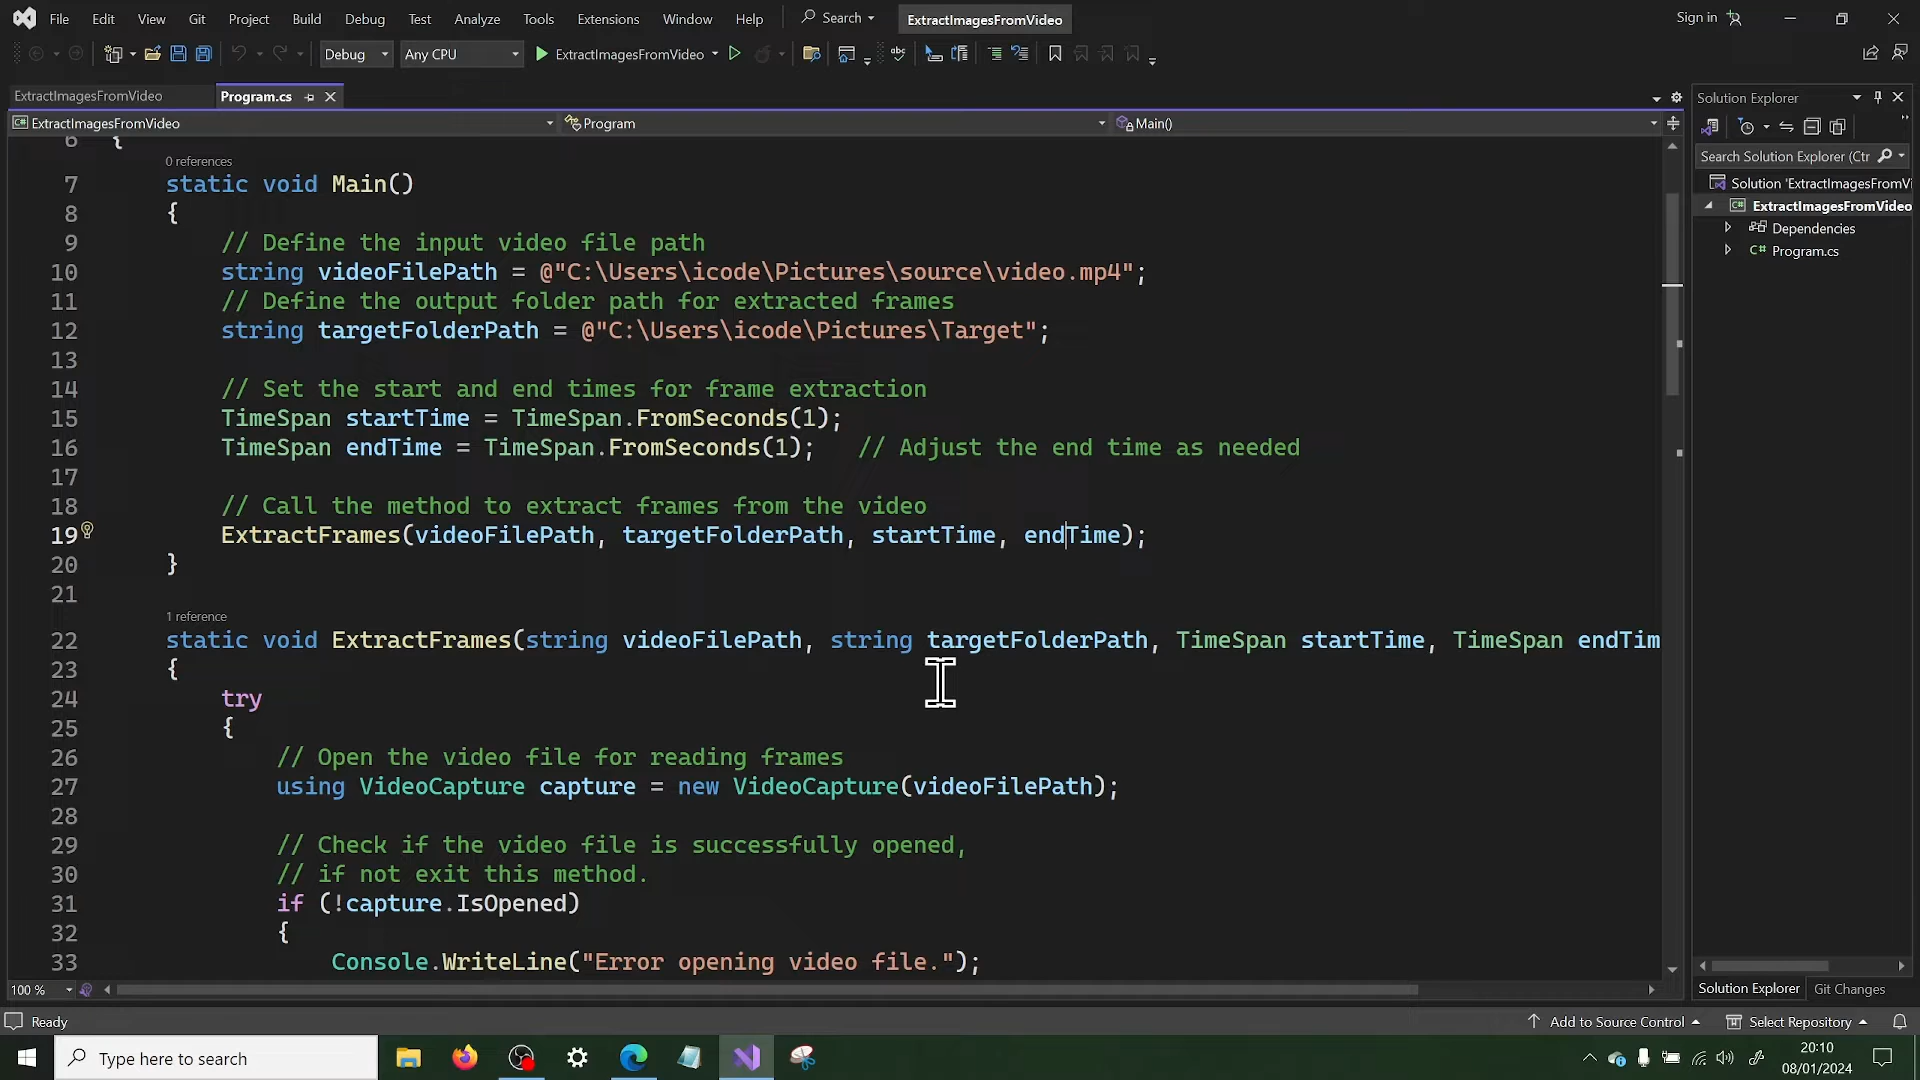 File Edit View Git Project Build Debug Test Analyze Tools Extensions Window Help Search ExtractImagesFromVideo Sign in
Debug Any CPU ExtractImagesFromVideo
ExtractImagesFromVideo Program.cs
ExtractImagesFromVideo Program Main()
6 {
0 references
7 static void Main()
8 {
9 // Define the input video file path
10 string videoFilePath = @"C:\Users\icode\Pictures\source\video.mp4";
11 // Define the output folder path for extracted frames
12 string targetFolderPath = @"C:\Users\icode\Pictures\Target";
13
14 // Set the start and end times for frame extraction
15 TimeSpan startTime = TimeSpan.FromSeconds(1);
16 TimeSpan endTime = TimeSpan.FromSeconds(1); // Adjust the end time as needed
17
18 // Call the method to extract frames from the video
19 ExtractFrames(videoFilePath, targetFolderPath, startTime, endTime);
20 }
21
1 reference
22 static void ExtractFrames(string videoFilePath, string targetFolderPath, TimeSpan startTime, TimeSpan endTim
23 {
24 try
25 {
26 // Open the video file for reading frames
27 using VideoCapture capture = new VideoCapture(videoFilePath);
28
29 // Check if the video file is successfully opened,
30 // if not exit this method.
31 if (!capture.IsOpened)
32 {
33 Console.WriteLine("Error opening video file.");
100 %
Solution Explorer
Search Solution Explorer (Ctr
Solution 'ExtractImagesFromVi
ExtractImagesFromVideo
Dependencies
C# Program.cs
Solution Explorer Git Changes
Ready Add to Source Control Select Repository
Type here to search
20:10
08/01/2024